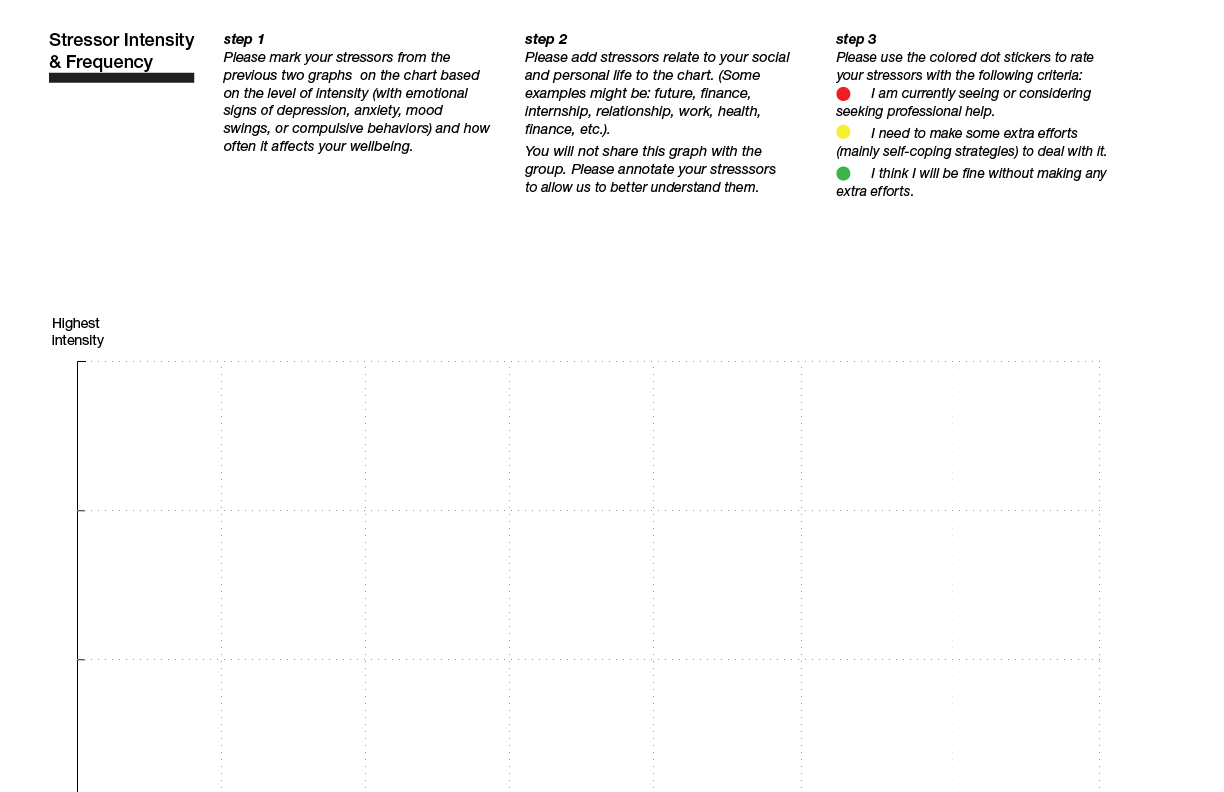 Stressor Intensity
& Frequency
step 1
Please mark your stressors from the
previous two graphs  on the chart based
on the level of intensity (with emotional
signs of depression, anxiety, mood
swings, or compulsive behaviors) and how
often it affects your wellbeing.
step 2
Please add stressors relate to your social
and personal life to the chart. (Some
examples might be: future, finance,
internship, relationship, work, health,
finance, etc.).
You will not share this graph with the
group. Please annotate your stresssors
to allow us to better understand them.
step 3
Please use the colored dot stickers to rate
your stressors with the following criteria:
I am currently seeing or considering
seeking professional help.
I need to make some extra efforts
(mainly self-coping strategies) to deal with it.
I think I will be fine without making any
extra efforts.
Highest
intensity